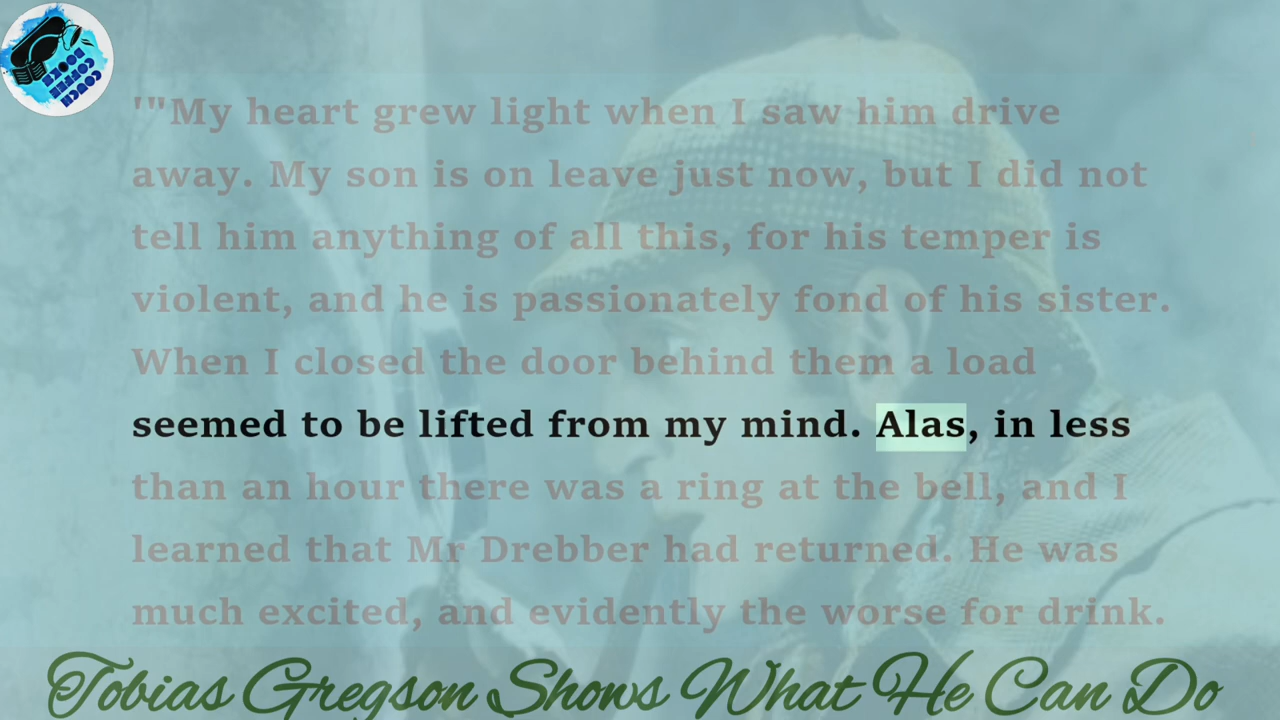 '""My heart grew light when I saw him drive
away. My son is on leave just now, but I did not
tell him anything of all this, for his temper is
violent, and he is passionately fond of his sister.
When I closed the door behind them a load
seemed to be lifted from my mind. Alas, in less
than an hour there was a ring at the bell, and I
learned that Mr Drebber had returned. He was
much excited, and evidently the worse for drink.
Tobias Gregson Shows What He Can Do
COUCH
COFFEE
BOOKS